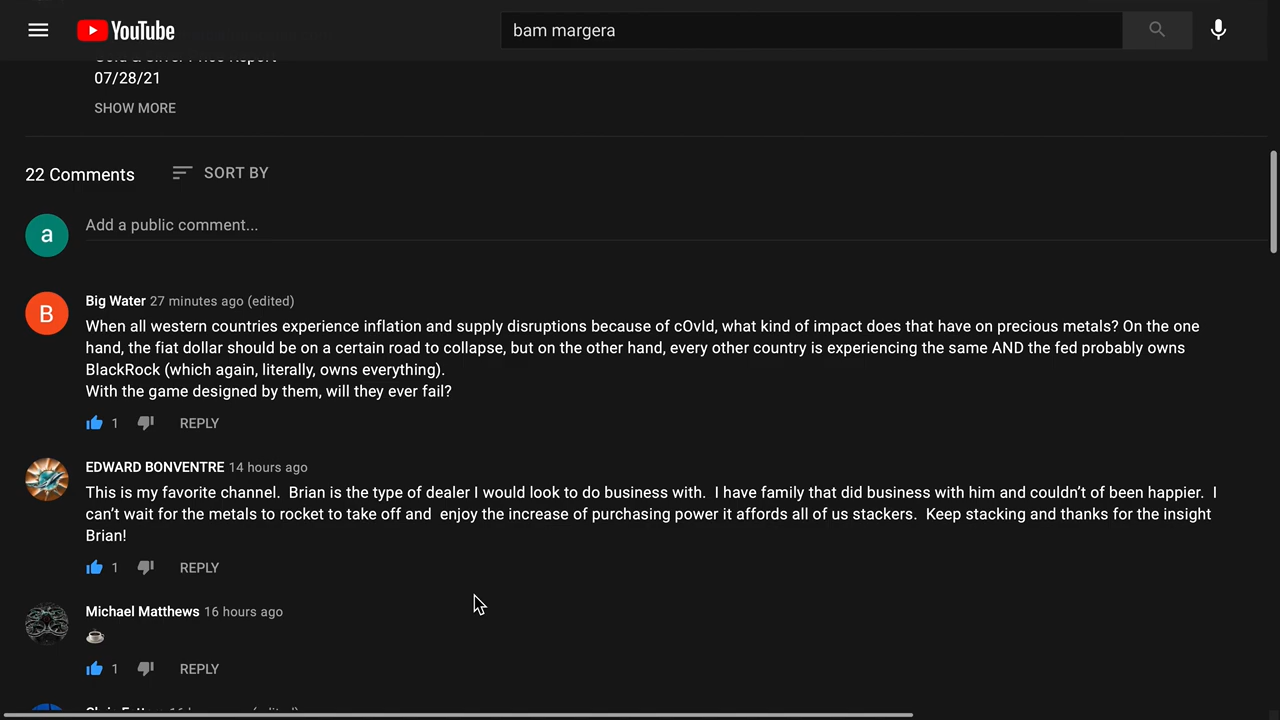 YouTube
bam margera
07/28/21
SHOW MORE
22 Comments
SORT BY
a
Add a public comment...
B
Big Water 27 minutes ago (edited)
When all western countries experience inflation and supply disruptions because of cOvId, what kind of impact does that have on precious metals? On the one
hand, the fiat dollar should be on a certain road to collapse, but on the other hand, every other country is experiencing the same AND the fed probably owns
BlackRock (which again, literally, owns everything).
With the game designed by them, will they ever fail?
1 REPLY
EDWARD BONVENTRE 14 hours ago
This is my favorite channel.  Brian is the type of dealer I would look to do business with.  I have family that did business with him and couldn't of been happier.  I
can't wait for the metals to rocket to take off and  enjoy the increase of purchasing power it affords all of us stackers.  Keep stacking and thanks for the insight
Brian!
1 REPLY
Michael Matthews 16 hours ago
1 REPLY